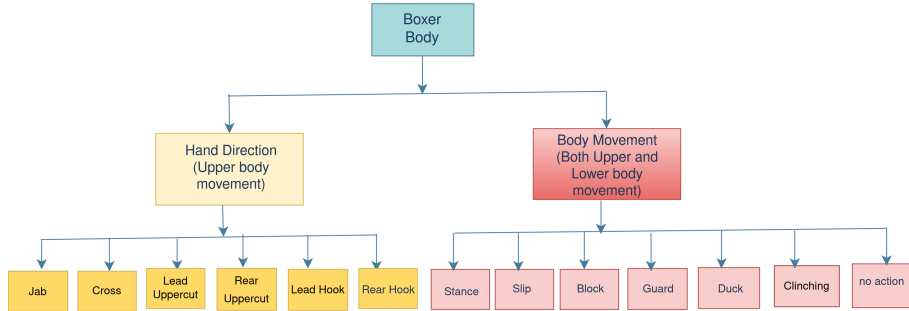 Boxer
Body
Hand Direction
(Upper body
movement)
Body Movement
(Both Upper and
Lower body
movement)
Jab
Cross
Lead
Uppercut
Rear
Uppercut
Lead Hook
Rear Hook
Stance
Slip
Block
Guard
Duck
Clinching
no action